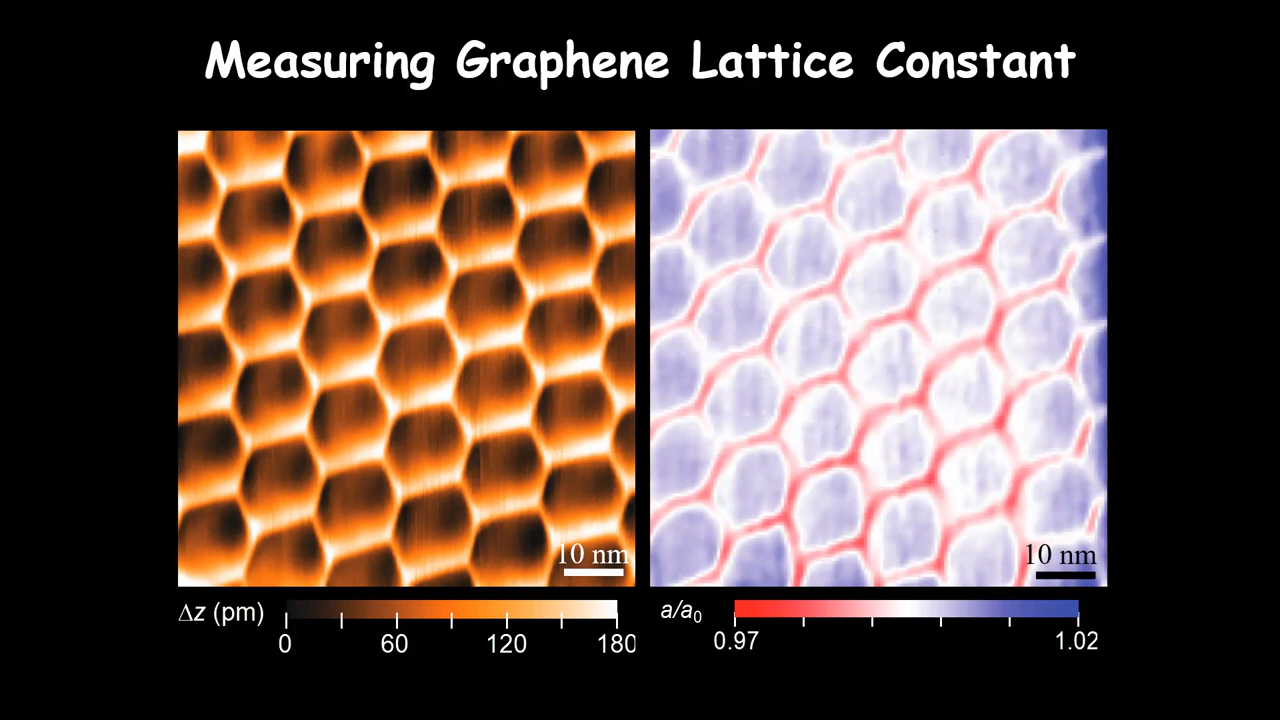 Measuring Graphene Lattice Constant
10 nm
10 nm
Δz (pm)
0 60 120 180
a/a₀
0.97 1.02